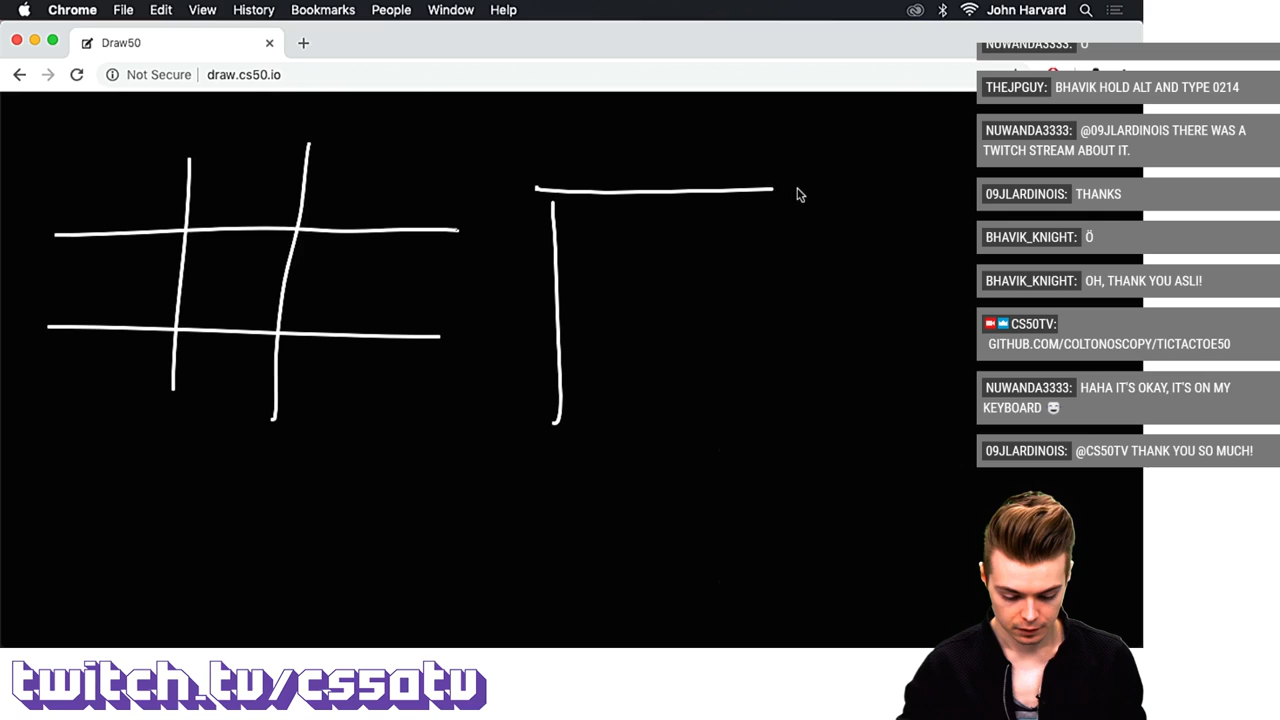 Chrome File Edit View History Bookmarks People Window Help John Harvard
Draw50
Not Secure draw.cs50.io
NUWANDA3333: Ö
THEJPGUY: BHAVIK HOLD ALT AND TYPE 0214
NUWANDA3333: @09JLARDINOIS THERE WAS A
TWITCH STREAM ABOUT IT.
09JLARDINOIS: THANKS
BHAVIK_KNIGHT: Ö
BHAVIK_KNIGHT: OH, THANK YOU ASLI!
CS50TV:
GITHUB.COM/COLTONOSCOPY/TICTACTOE50
NUWANDA3333: HAHA IT'S OKAY, IT'S ON MY
KEYBOARD
09JLARDINOIS: @CS50TV THANK YOU SO MUCH!
twitch.tv/cs50tv